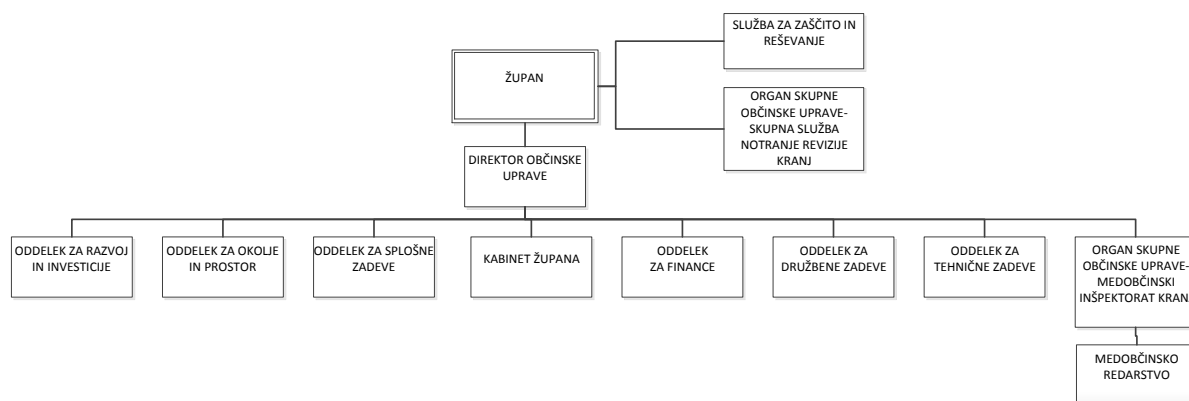 SLUŽBA ZA ZAŠČITO IN
REŠEVANJE
ŽUPAN
ORGAN SKUPNE
OBČINSKE UPRAVE-
SKUPNA SLUŽBA
NOTRANJE REVIZIJE
KRANJ
DIREKTOR OBČINSKE
UPRAVE
ODDELEK ZA RAZVOJ
IN INVESTICIJE
ODDELEK ZA OKOLJE
IN PROSTOR
ODDELEK ZA SPLOŠNE
ZADEVE
KABINET ŽUPANA
ODDELEK
ZA FINANCE
ODDELEK ZA
DRUŽBENE ZADEVE
ODDELEK ZA
TEHNIČNE ZADEVE
ORGAN SKUPNE
OBČINSKE UPRAVE-
MEDOBČINSKI
INŠPEKTORAT KRANJ
MEDOBČINSKO
REDARSTVO